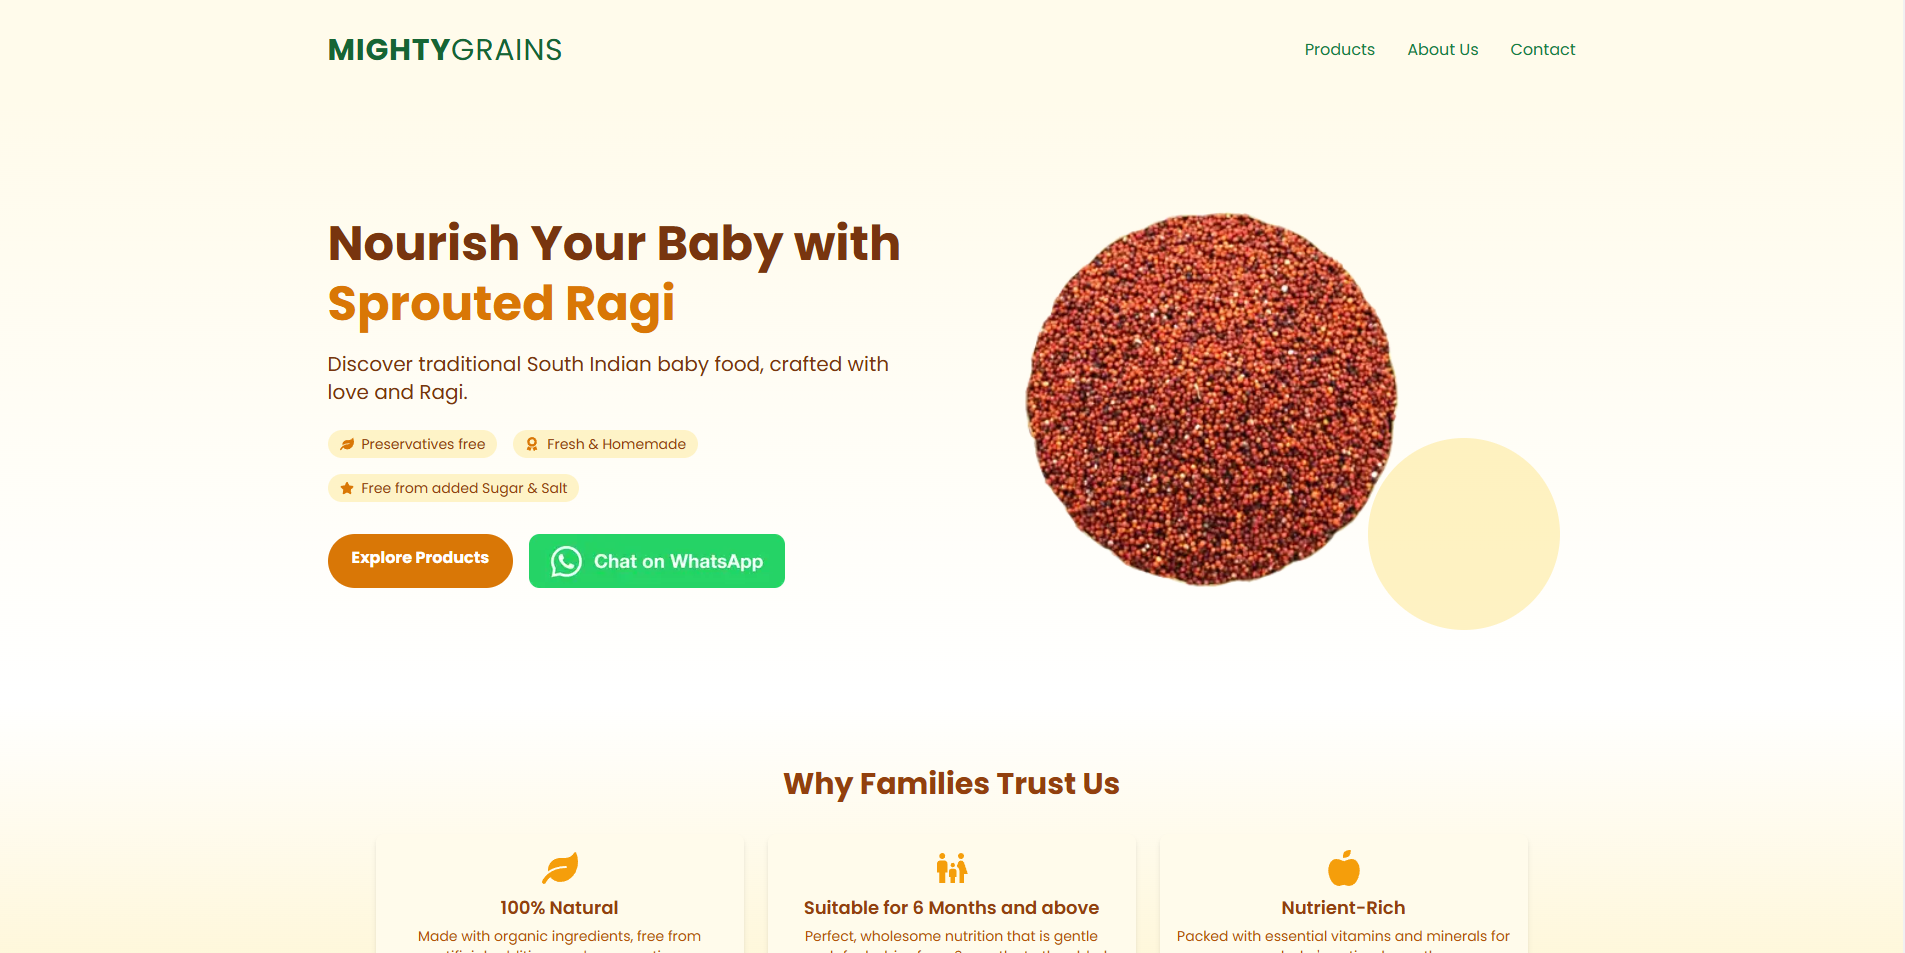 MIGHTYGRAINS
Products
About Us
Contact
Nourish Your Baby with
Sprouted Ragi
Discover traditional South Indian baby food, crafted with
love and Ragi.
Preservatives free
Fresh & Homemade
Free from added Sugar & Salt
Explore Products
Chat on WhatsApp
Why Families Trust Us
100% Natural
Made with organic ingredients, free from
Suitable for 6 Months and above
Perfect, wholesome nutrition that is gentle
Nutrient-Rich
Packed with essential vitamins and minerals for